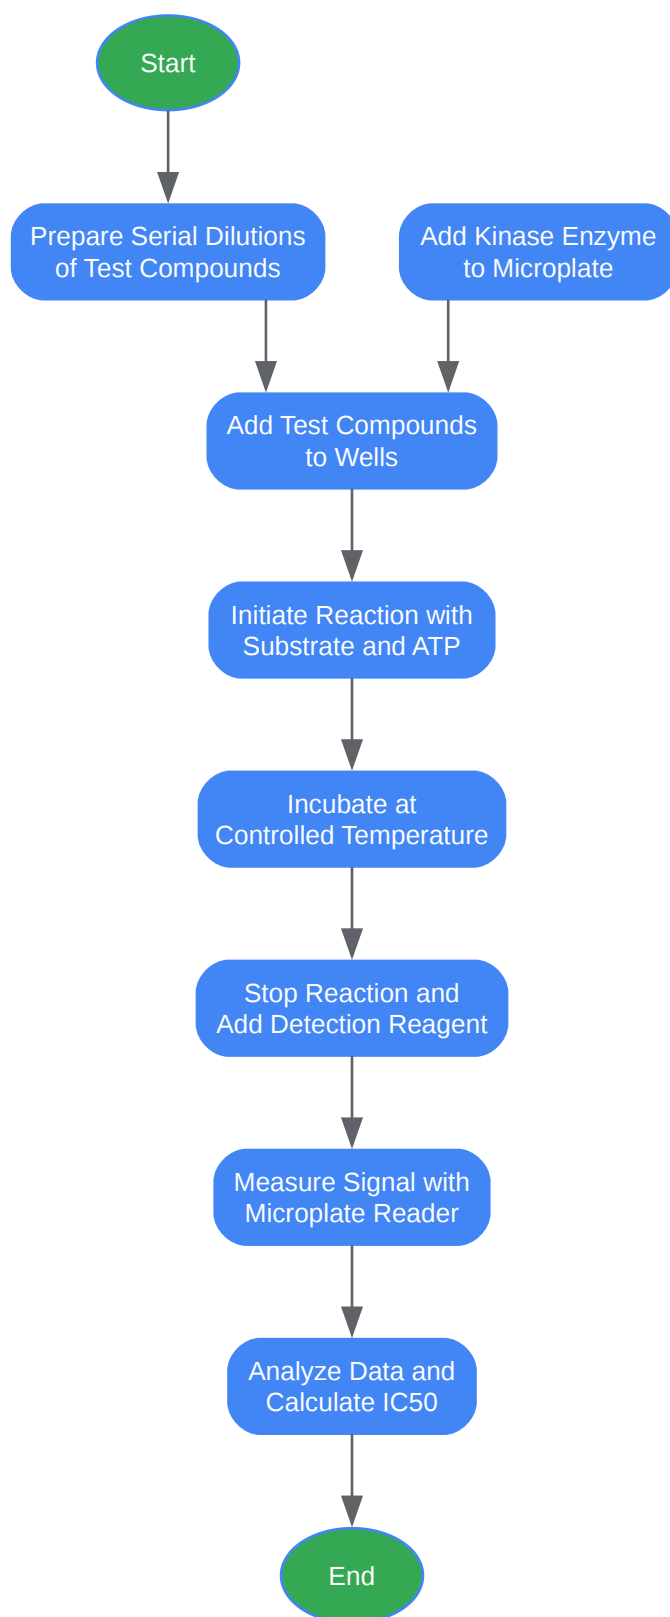 Start
Prepare Serial Dilutions
of Test Compounds
Add Kinase Enzyme
to Microplate
Add Test Compounds
to Wells
Initiate Reaction with
Substrate and ATP
Incubate at
Controlled Temperature
Stop Reaction and
Add Detection Reagent
Measure Signal with
Microplate Reader
Analyze Data and
Calculate IC50
End